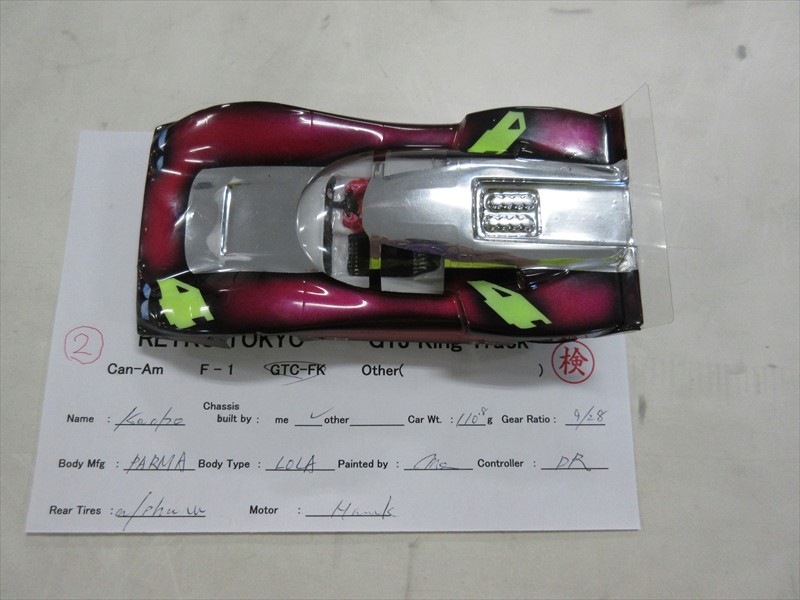 RETRO TOKYO GT3 King Track
② 検
Can-Am F-1 GTC-FK Other( )
Name : Chassis built by : me ✓ other Car Wt. : 110.8 g Gear Ratio : 9/28
Body Mfg : PARMA Body Type : LOLA Painted by : me Controller : DR
Rear Tires : alpha Motor : Hawk